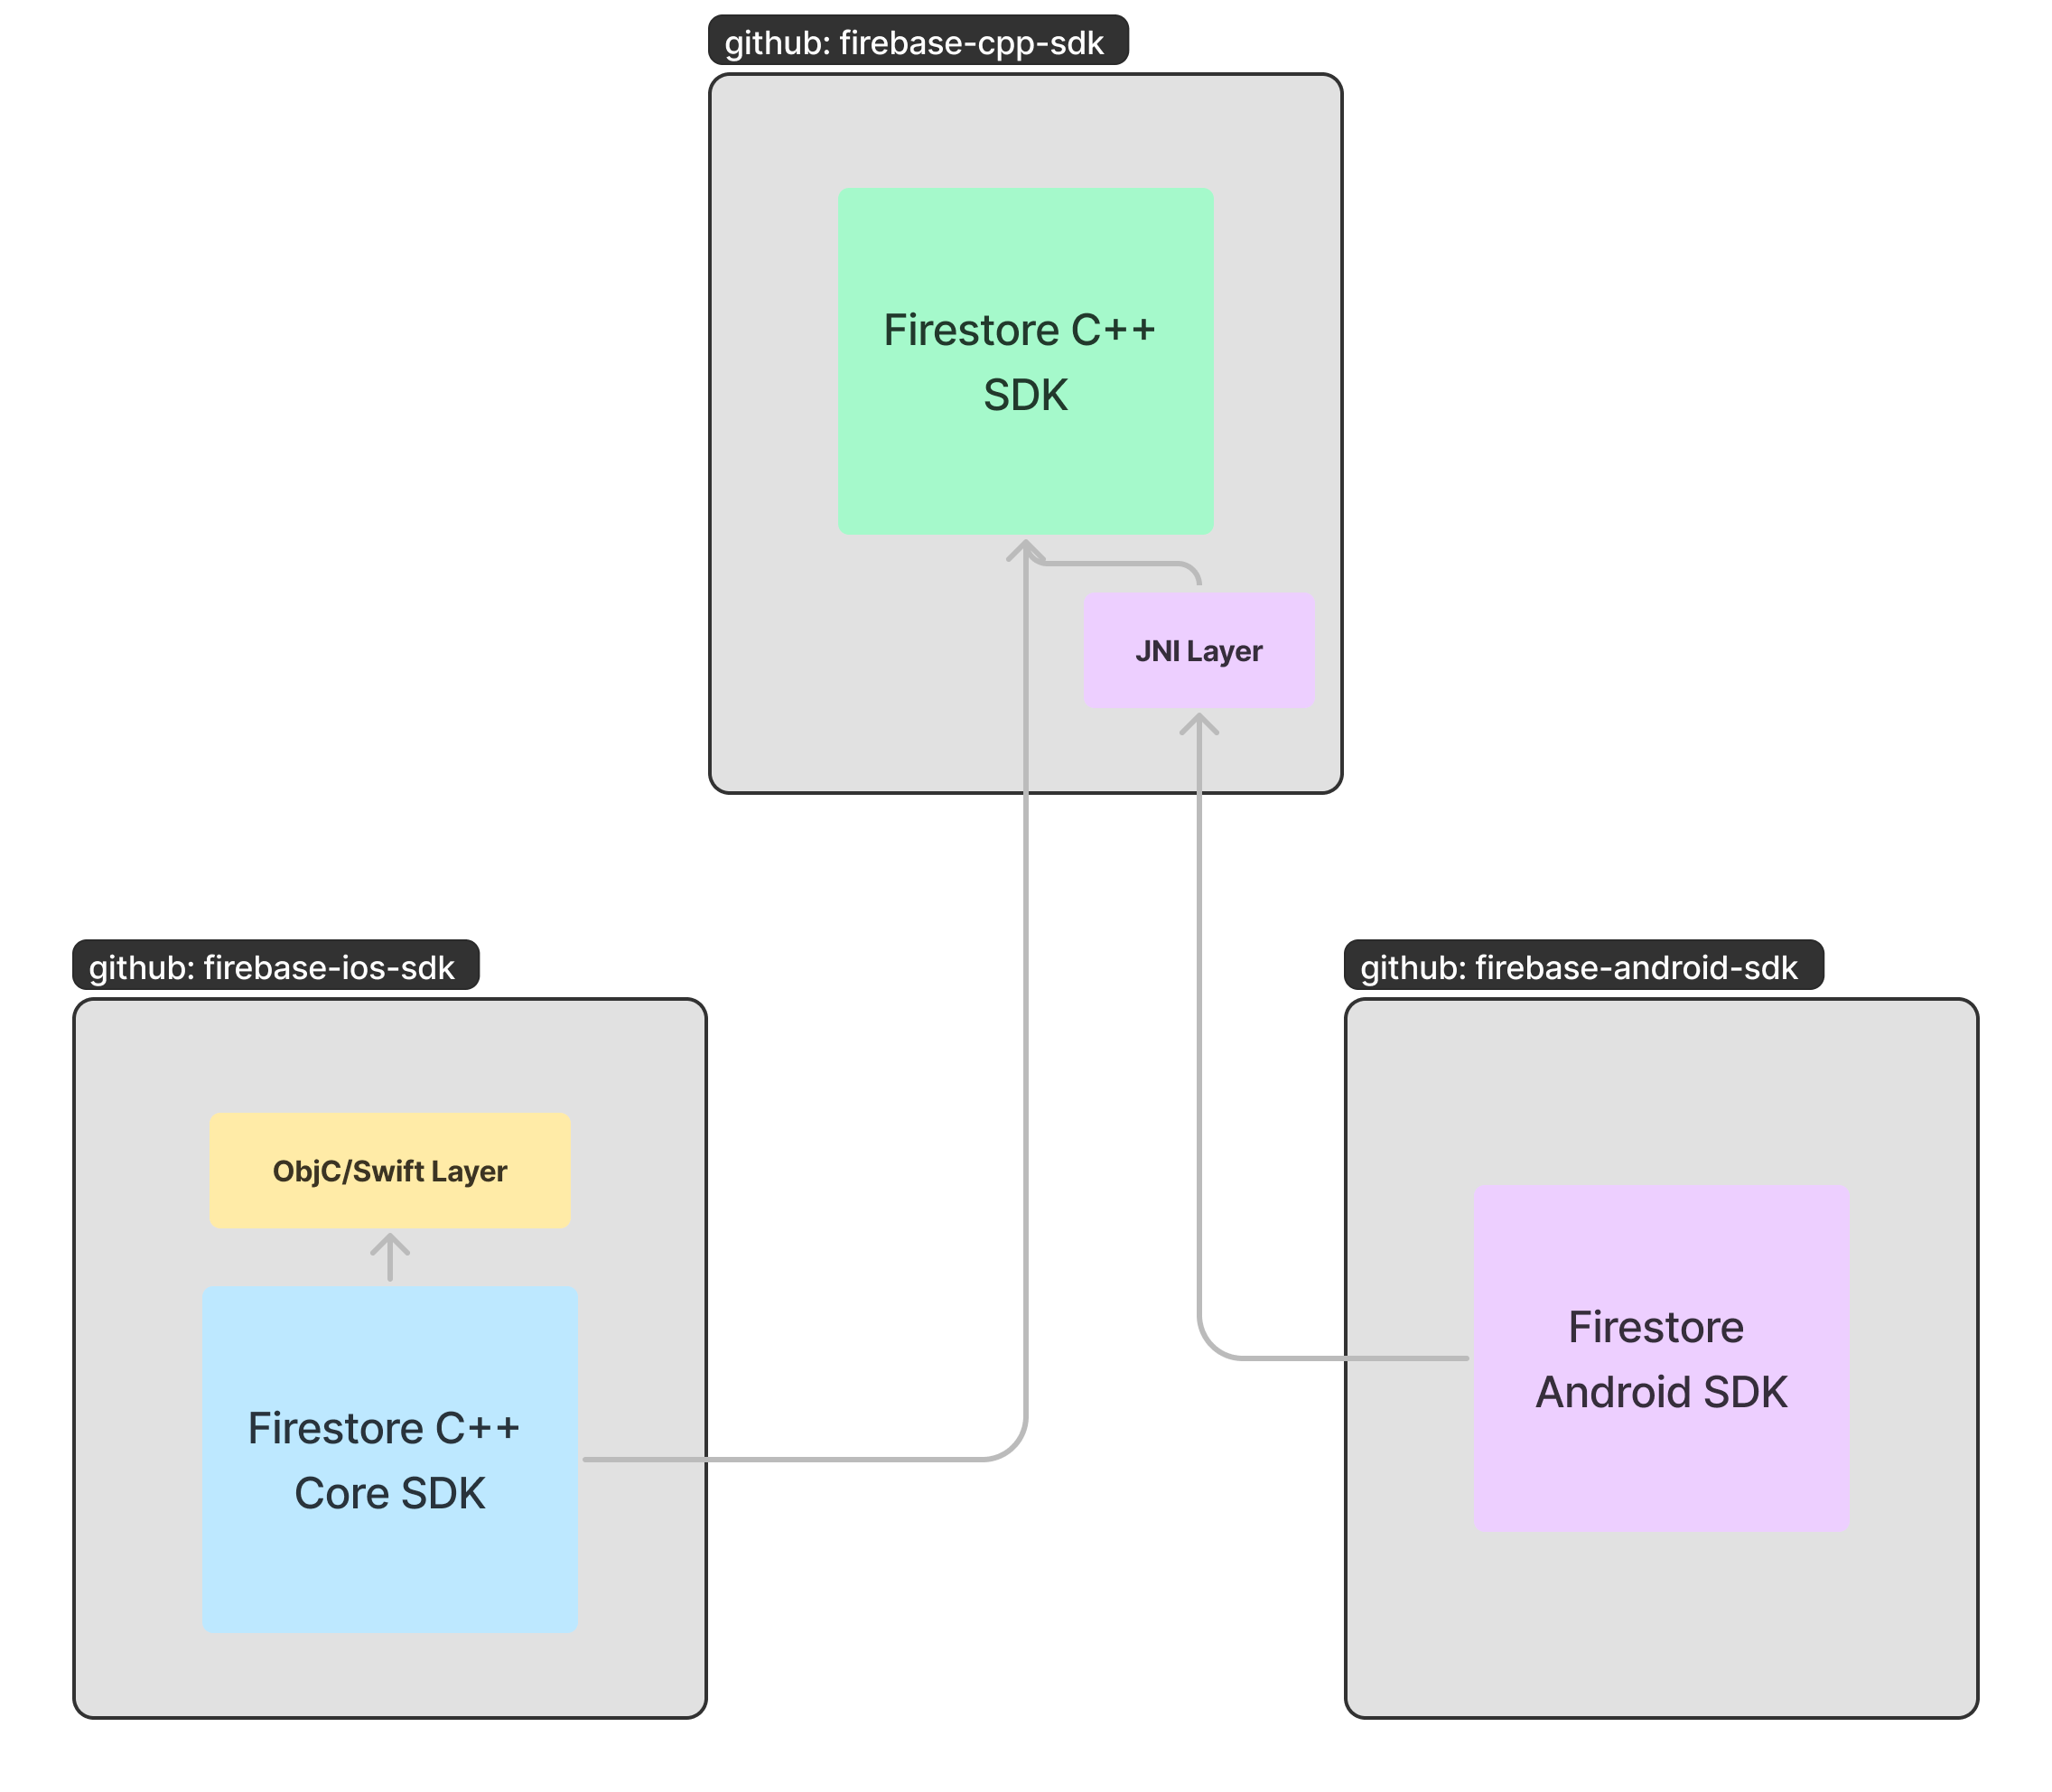 github: firebase-cpp-sdk
Firestore C++
SDK
JNI Layer
github: firebase-ios-sdk
ObjC/Swift Layer
Firestore C++
Core SDK
github: firebase-android-sdk
Firestore
Android SDK